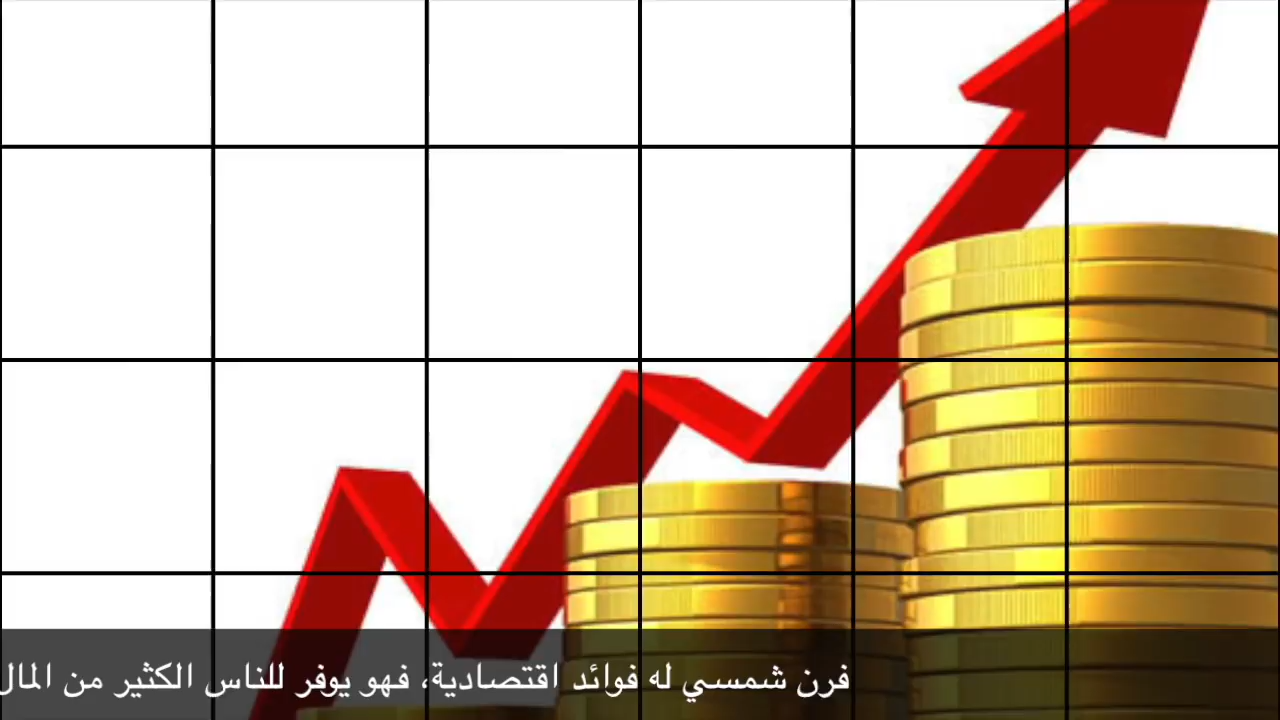 فرن شمسي له فوائد اقتصادية، فهو يوفر للناس الكثير من المال